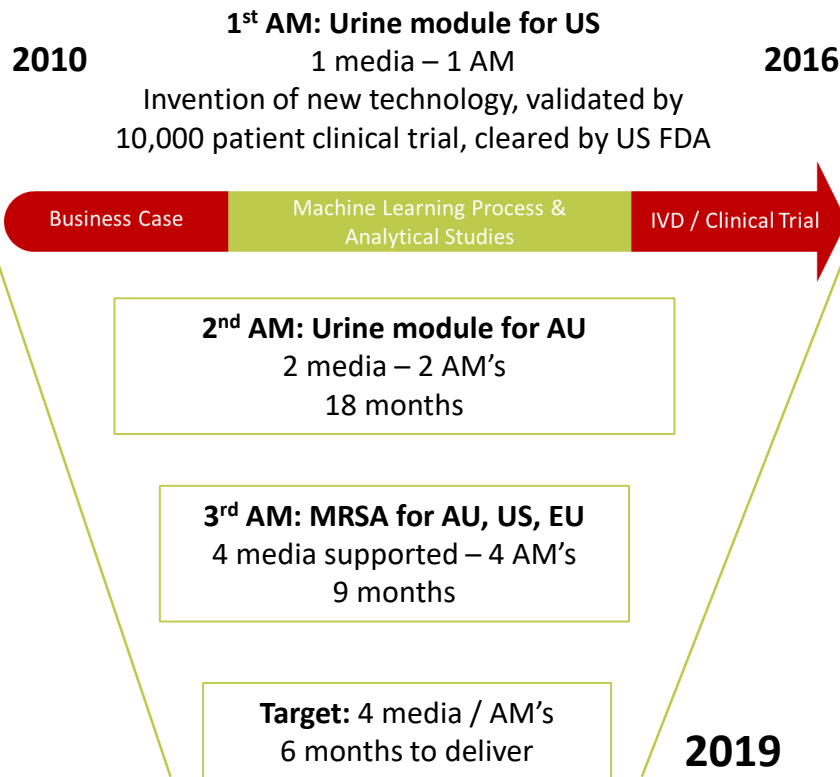 1st AM: Urine module for US
2010
1 media – 1 AM
2016
Invention of new technology, validated by
10,000 patient clinical trial, cleared by US FDA
Business Case
Machine Learning Process &
Analytical Studies
IVD / Clinical Trial
2nd AM: Urine module for AU
2 media – 2 AM’s
18 months
3rd AM: MRSA for AU, US, EU
4 media supported – 4 AM’s
9 months
Target: 4 media / AM’s
6 months to deliver
2019